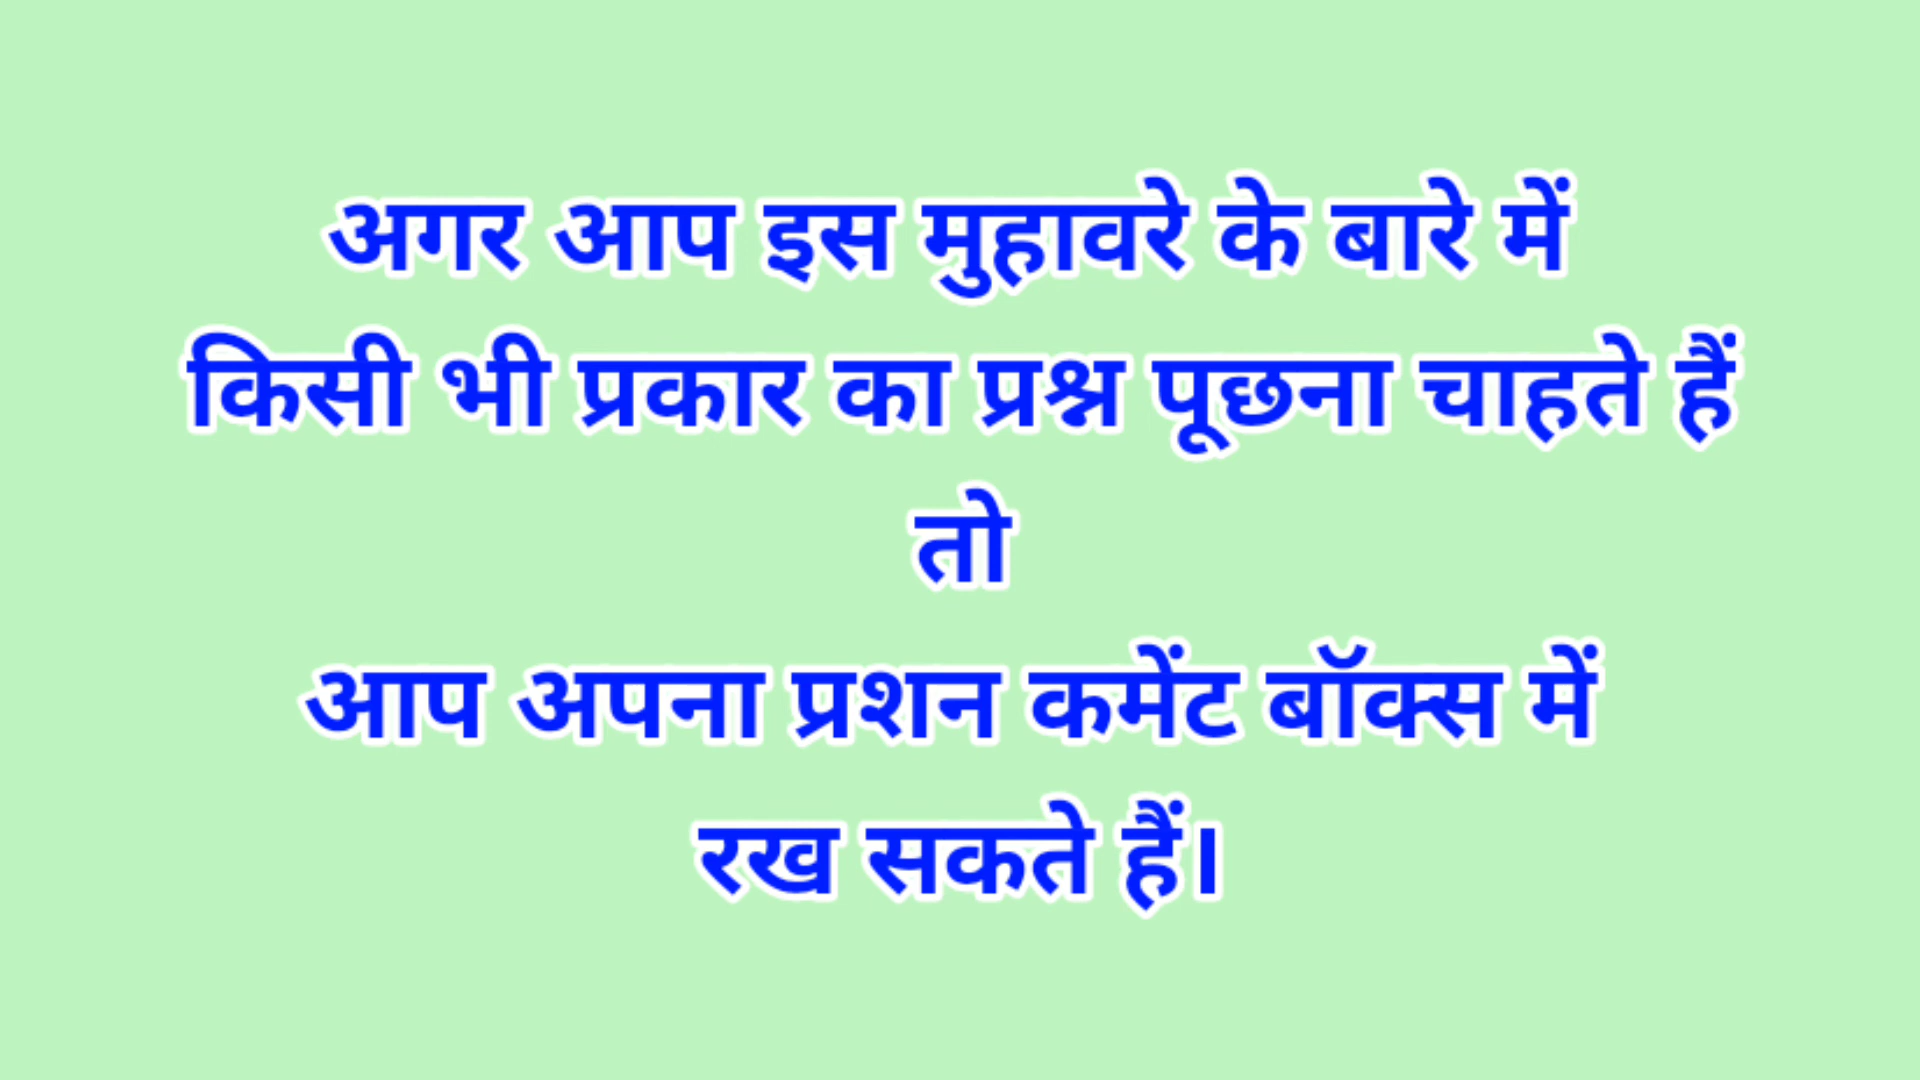 अगर आप इस मुहावरे के बारे में
किसी भी प्रकार का प्रश्न पूछना चाहते हैं
तो
आप अपना प्रशन कमेंट बॉक्स में
रख सकते हैं।